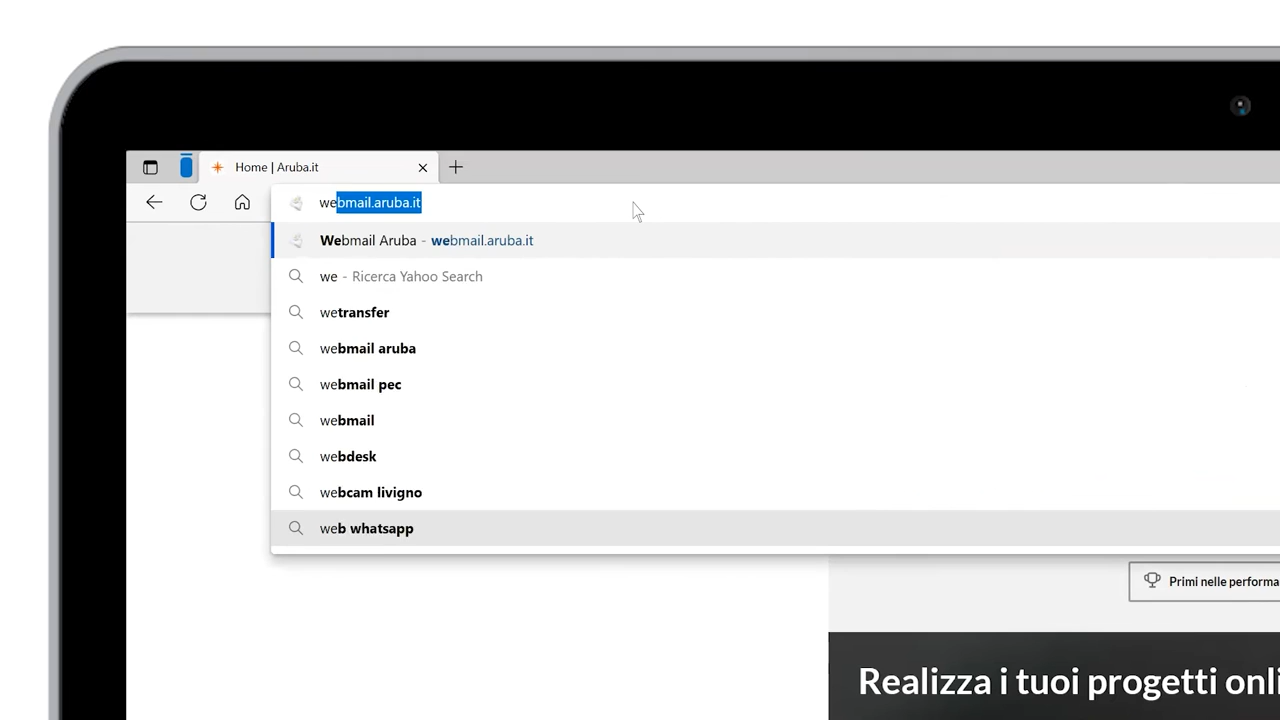 Home | Aruba.it
webmail.aruba.it
Webmail Aruba - webmail.aruba.it
we - Ricerca Yahoo Search
wetransfer
webmail aruba
webmail pec
webmail
webdesk
webcam livigno
web whatsapp
Primi nelle performa
Realizza i tuoi progetti onli